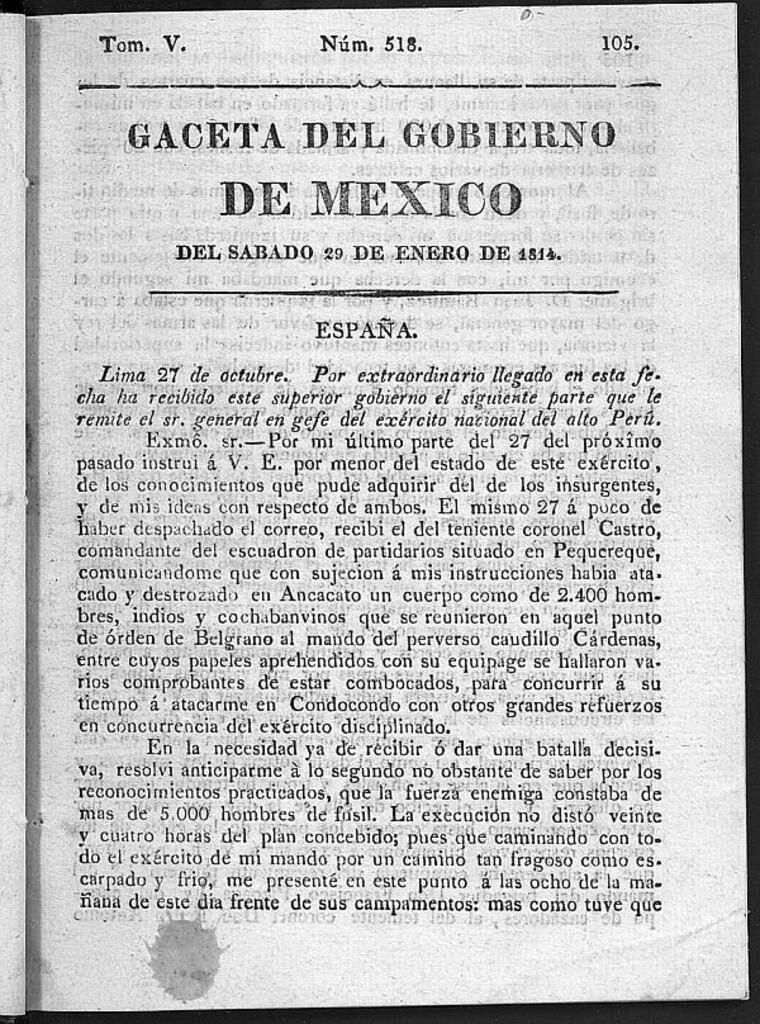 Tom. V. Núm. 518. 105.
GACETA DEL GOBIERNO
DE MEXICO
DEL SABADO 29 DE ENERO DE 1814.
ESPAÑA.
Lima 27 de octubre. Por extraordinario llegado en esta fe-
cha ha recibido este superior gobierno el siguiente parte que le
remite el sr. general en gefe del exército nacional del alto Perú.
Exmô. sr.—Por mi último parte del 27 del próximo
pasado instrui á V. E. por menor del estado de este exército,
de los conocimientos que pude adquirir del de los insurgentes,
y de mis ideas con respecto de ambos. El mismo 27 á poco de
haber despachado el correo, recibi el del teniente coronel Castro,
comandante del escuadron de partidarios situado en Pequereque,
comunicandome que con sujecion á mis instrucciones habia ata-
cado y destrozado en Ancacato un cuerpo como de 2.400 hom-
bres, indios y cochabanvinos que se reunieron en aquel punto
de órden de Belgrano al mando del perverso caudillo Cárdenas,
entre cuyos papeles aprehendidos con su equipage se hallaron va-
rios comprobantes de estar combocados, para concurrir á su
tiempo á atacarme en Condocondo con otros grandes refuerzos
en concurrencia del exército disciplinado.
En la necesidad ya de recibir ó dar una batalla decisi-
va, resolvi anticiparme à lo segundo no obstante de saber por los
reconocimientos practicados, que la fuerza enemiga constaba de
mas de 5.000 hombres de fusil. La execución no distó veinte
y cuatro horas del plan concebido; pues que caminando con to-
do el exército de mi mando por un camino tan fragoso como es-
carpado y frio, me presenté en este punto á las ocho de la ma-
ñana de este dia frente de sus campamentos: mas como tuve que